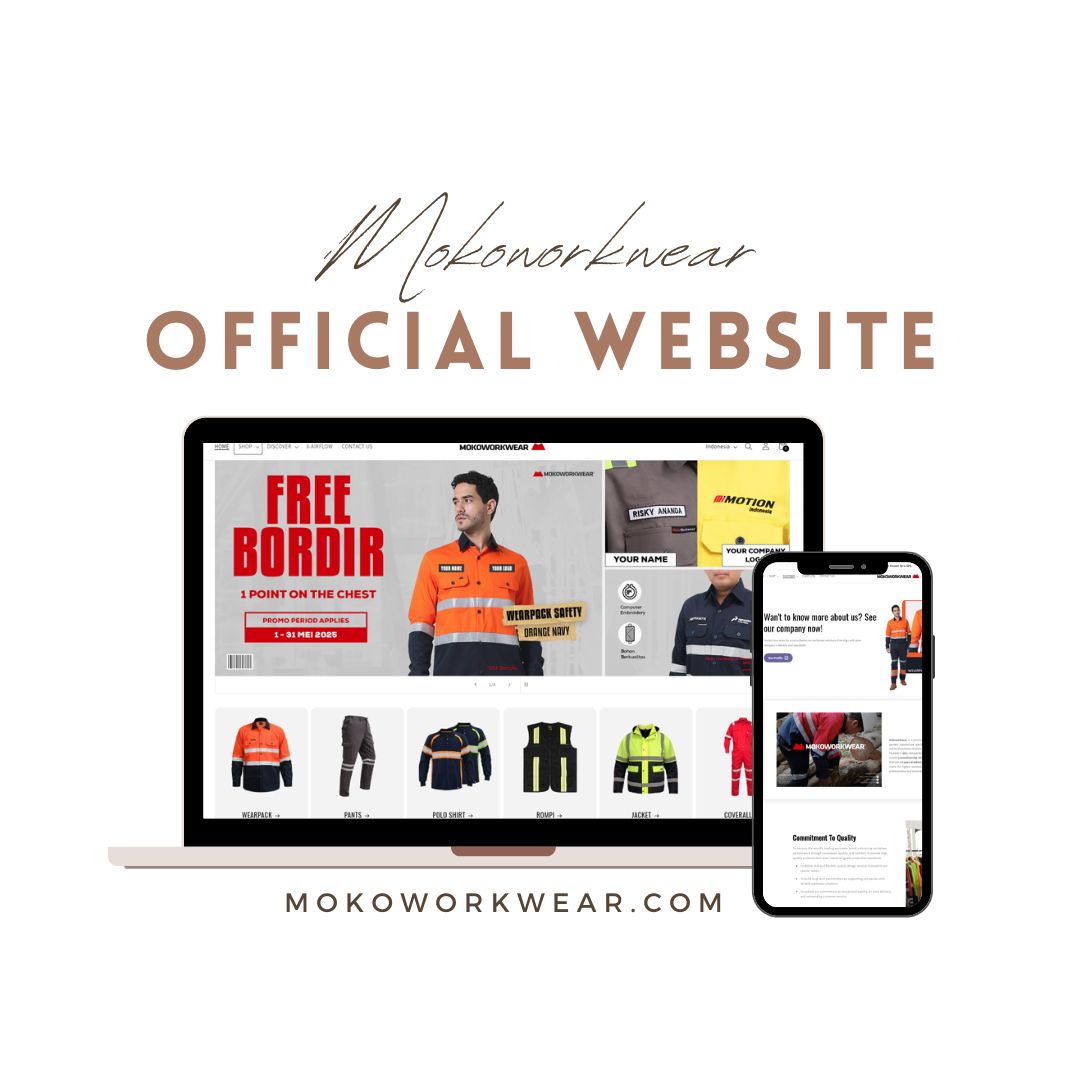 Mokoworkwear
OFFICIAL WEBSITE
HOME SHOP DISCOVER X-AIRFLOW CONTACT US
MOKOWORKWEAR
Indonesia
0
FREE
BORDIR
1 POINT ON THE CHEST
PROMO PERIOD APPLIES
1 - 31 MEI 2025
MOKOWORKWEAR
YOUR NAME
YOUR LOGO
WEARPACK SAFETY
ORANGE NAVY
RISKY ANANDA
YOUR NAME
MOTION
Indonesia
YOUR COMPANY
Computer
Embroidery
Bahan
Berkualitas
1/4
WEARPACK →
PANTS →
POLO SHIRT →
ROMPI →
JACKET →
COVERALL
MOKOWORKWEAR
Wan't to know more about us? See
our company now!
MOKOWORKWEAR
Commitment To Quality
MOKOWORKWEAR.COM